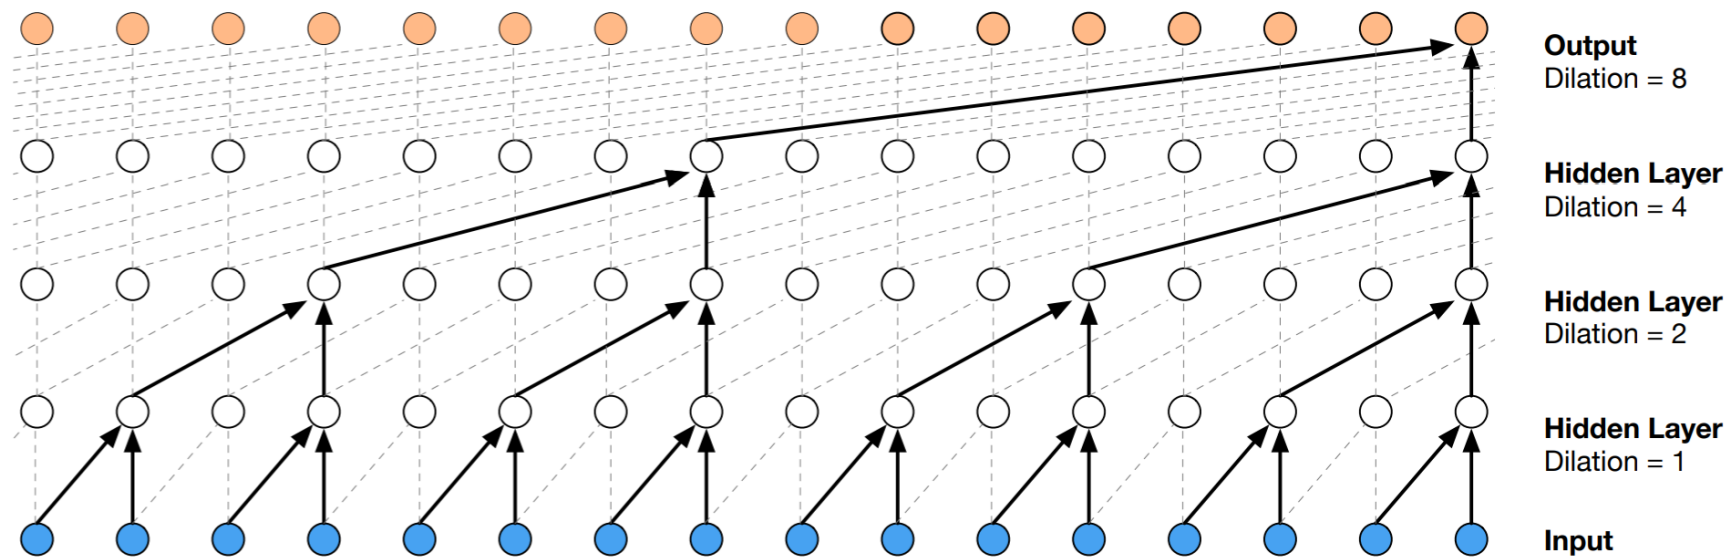 Output
Dilation = 8
Hidden Layer
Dilation = 4
Hidden Layer
Dilation = 2
Hidden Layer
Dilation = 1
Input